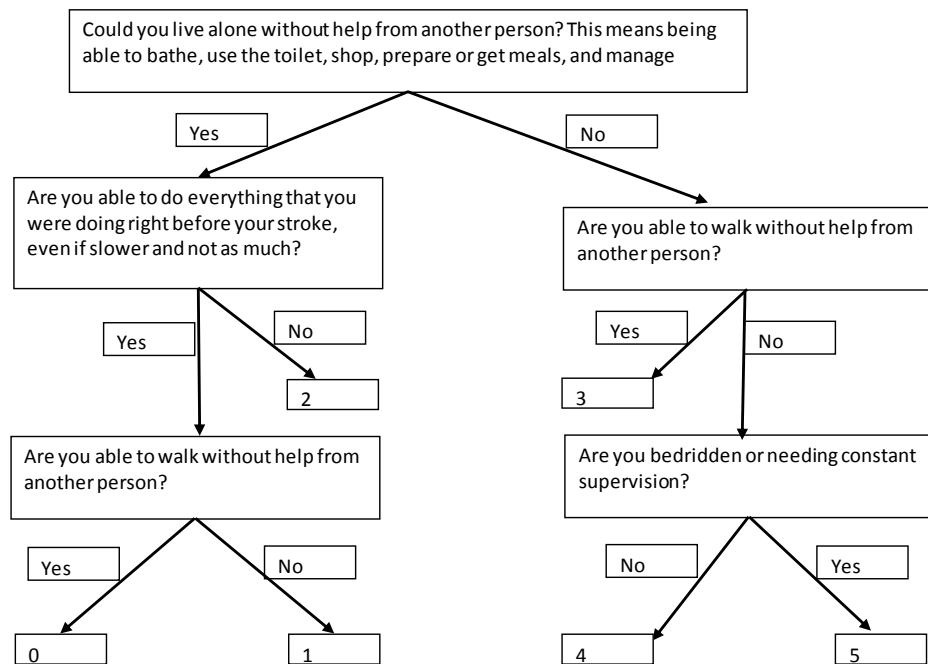 Could you live alone without help from another person? This means being
able to bathe, use the toilet, shop, prepare or get meals, and manage
Yes
No
Are you able to do everything that you
were doing right before your stroke,
even if slower and not as much?
Are you able to walk without help from
another person?
Yes
No
Yes
No
2
3
Are you able to walk without help from
another person?
Are you bedridden or needing constant
supervision?
Yes
No
No
Yes
0
1
4
5